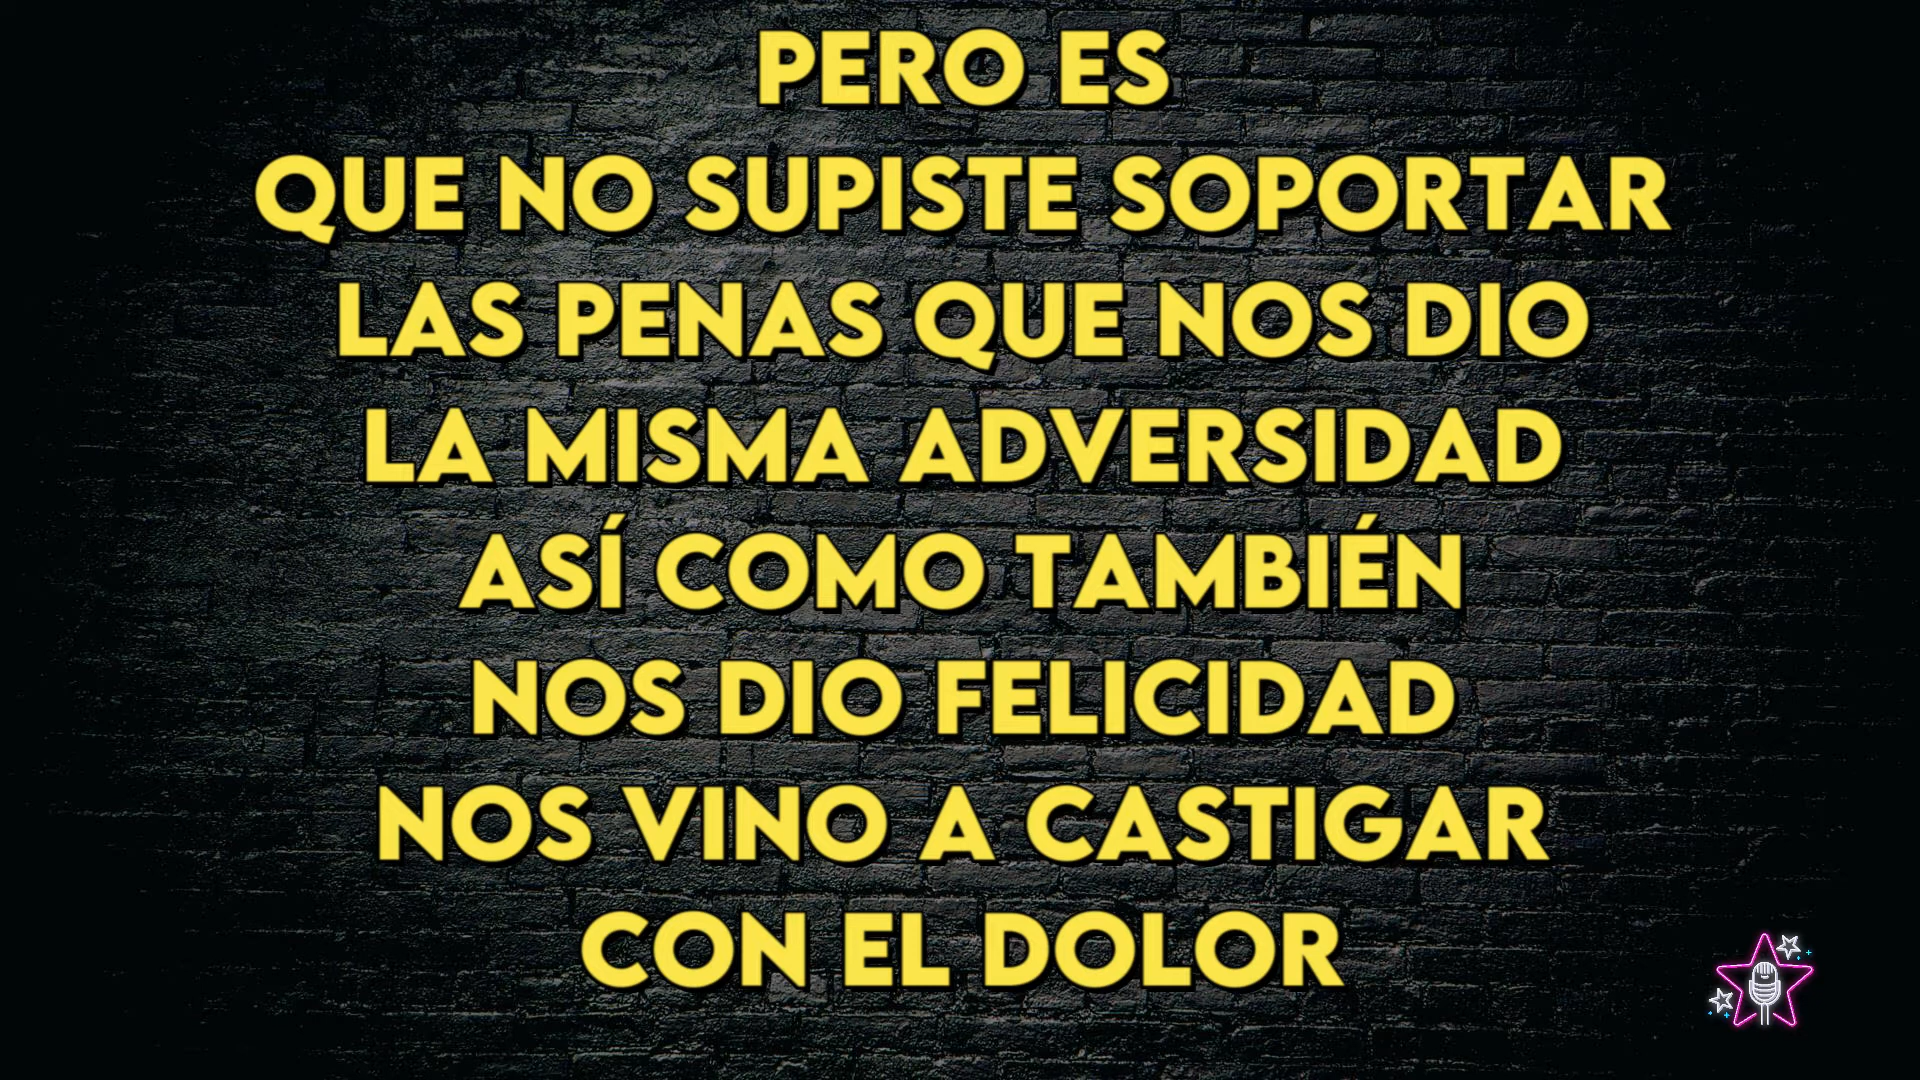 PERO ES
QUE NO SUPISTE SOPORTAR
LAS PENAS QUE NOS DIO
LA MISMA ADVERSIDAD
ASÍ COMO TAMBIÉN
NOS DIO FELICIDAD
NOS VINO A CASTIGAR
CON EL DOLOR